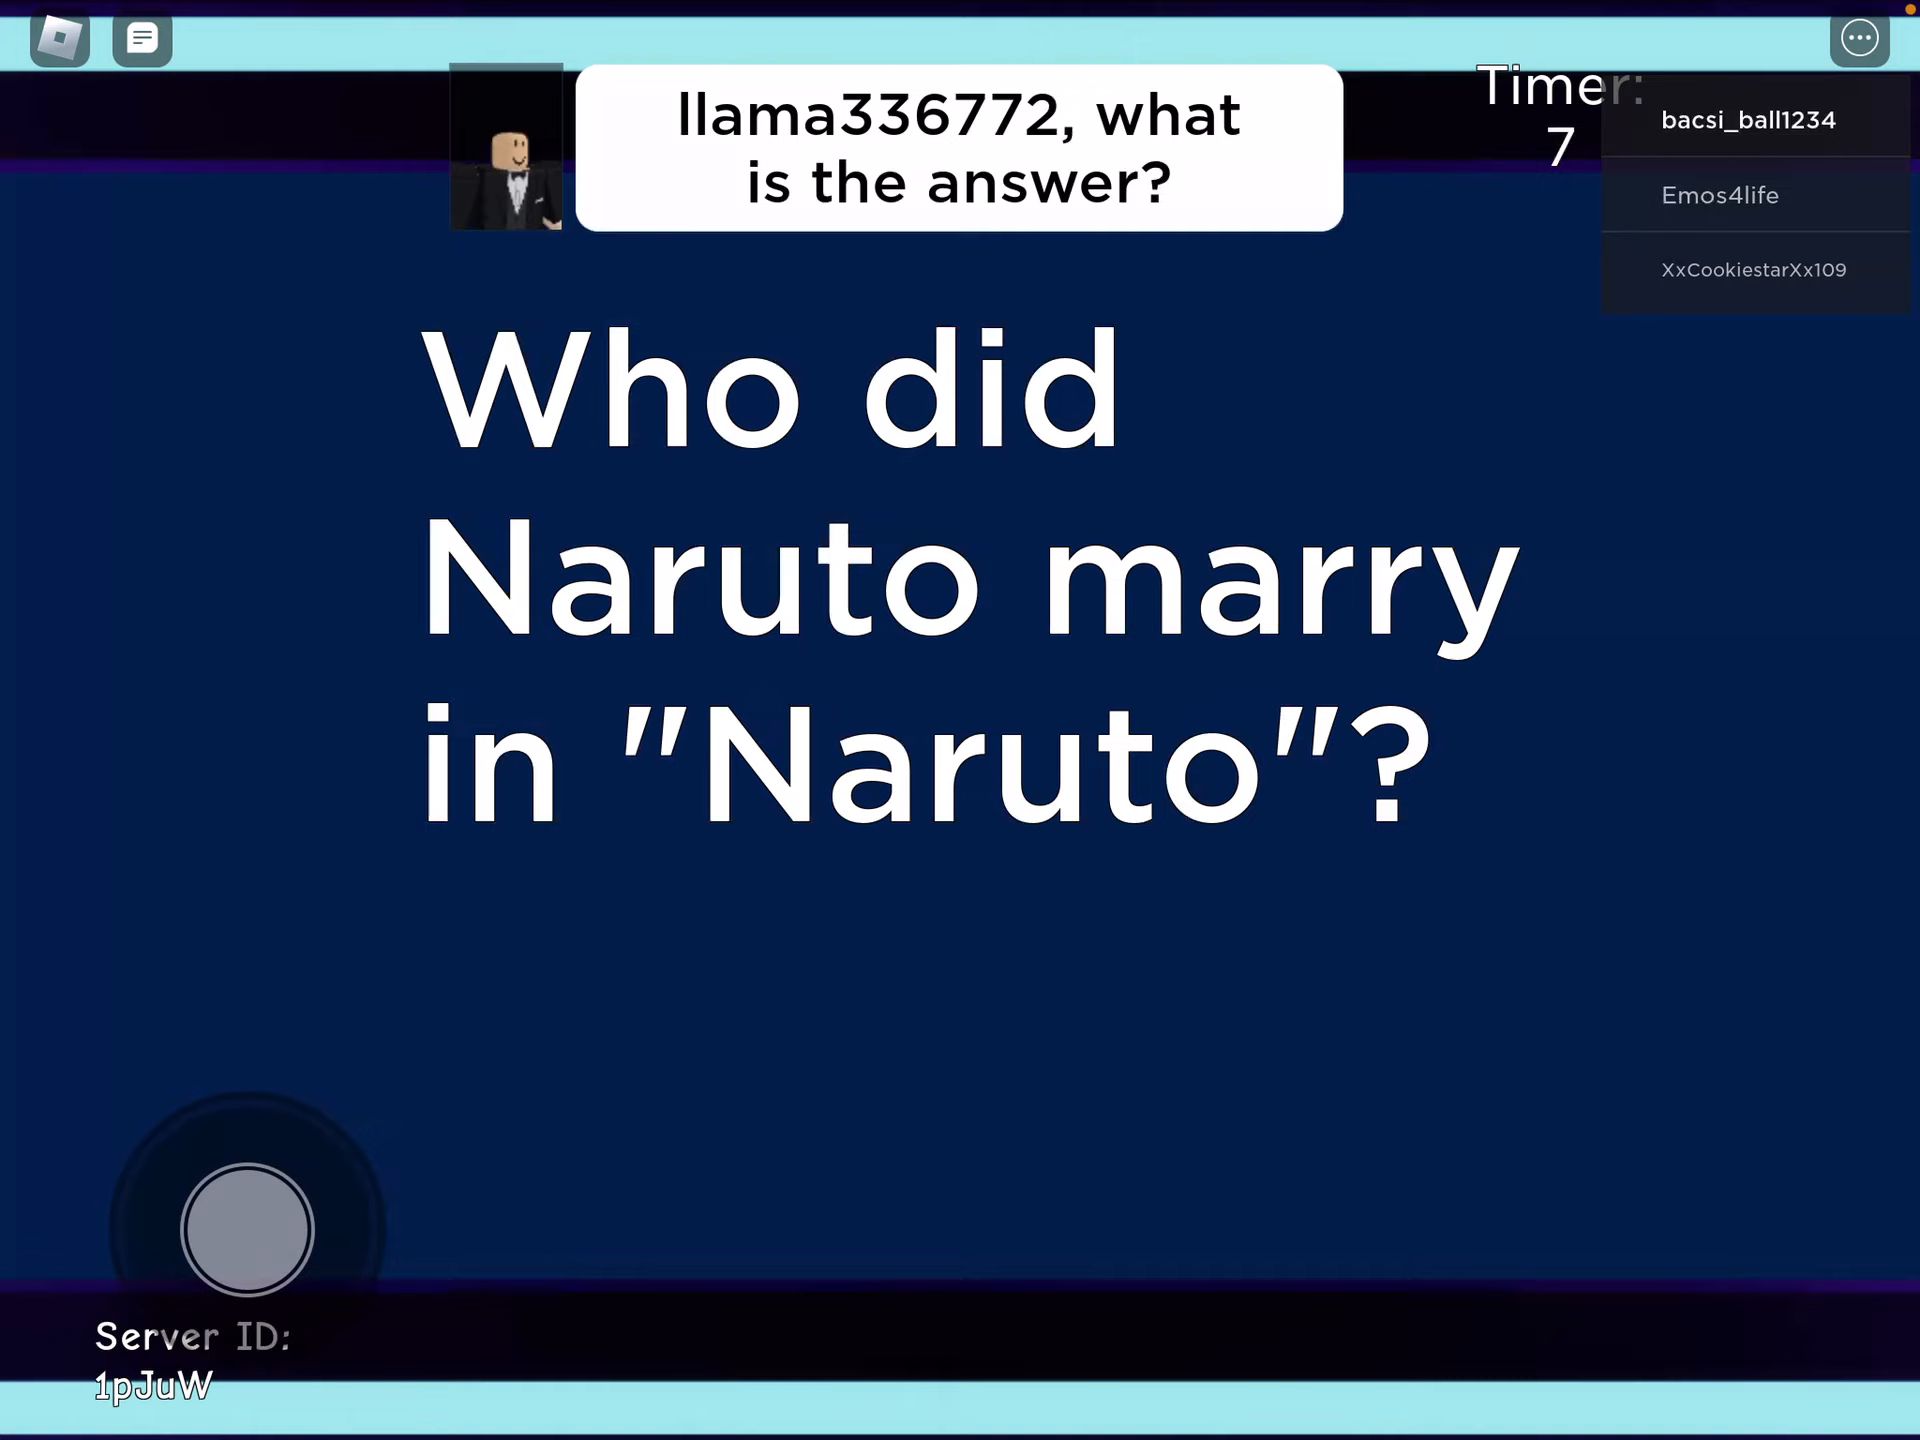 llama336772, what
is the answer?
Timer:
7
bacsi_ball1234
Emos4life
XxCookiestarXx109
Who did
Naruto marry
in "Naruto"?
Server ID:
1pJuW